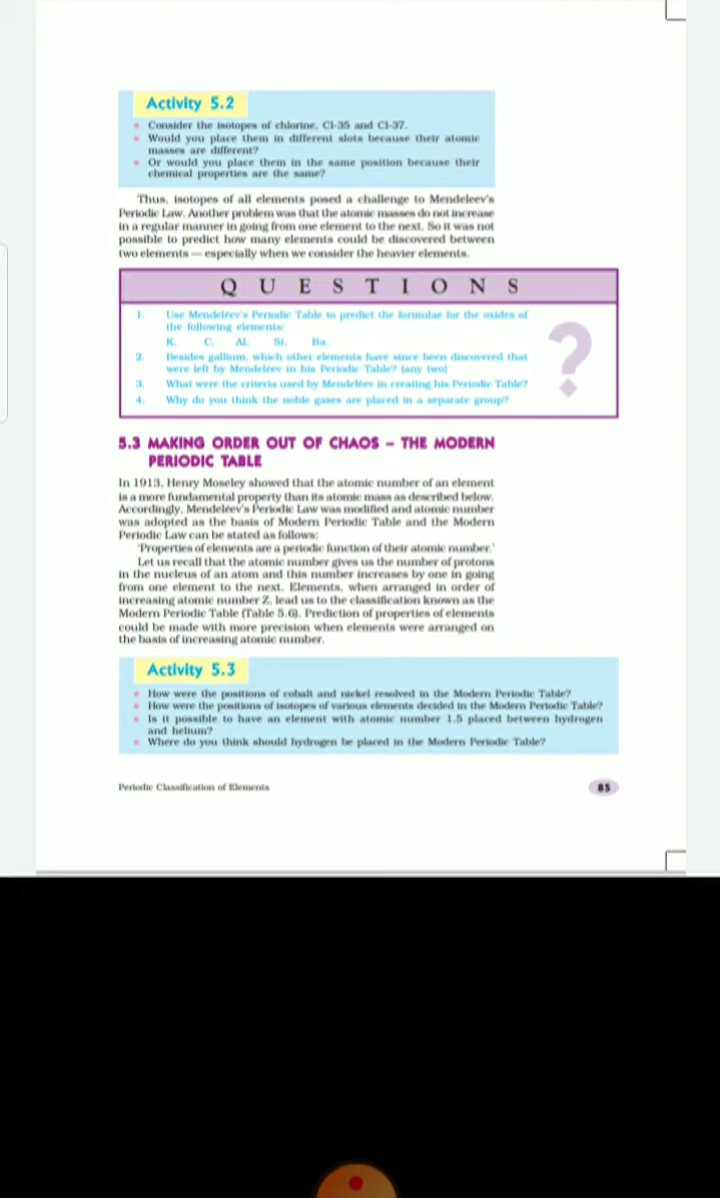 Activity 5.2
Consider the isotopes of chlorine, Cl-35 and Cl-37.
Would you place them in different slots because their atomic
masses are different?
Or would you place them in the same position because their
chemical properties are the same?
Thus, isotopes of all elements posed a challenge to Mendeleev's
Periodic Law. Another problem was that the atomic masses do not increase
in a regular manner in going from one element to the next. So it was not
possible to predict how many elements could be discovered between
two elements — especially when we consider the heavier elements.
Q U E S T I O N S
1. Use Mendeléev's Periodic Table to predict the formulae for the oxides of
the following elements:
K, C, Al, Si, Ba.
2. Besides gallium, which other elements have since been discovered that
were left by Mendeléev in his Periodic Table? (any two)
3. What were the criteria used by Mendeléev in creating his Periodic Table?
4. Why do you think the noble gases are placed in a separate group?
?
5.3 MAKING ORDER OUT OF CHAOS – THE MODERN
PERIODIC TABLE
In 1913, Henry Moseley showed that the atomic number of an element
is a more fundamental property than its atomic mass as described below.
Accordingly, Mendeléev's Periodic Law was modified and atomic number
was adopted as the basis of Modern Periodic Table and the Modern
Periodic Law can be stated as follows:
'Properties of elements are a periodic function of their atomic number.'
Let us recall that the atomic number gives us the number of protons
in the nucleus of an atom and this number increases by one in going
from one element to the next. Elements, when arranged in order of
increasing atomic number Z, lead us to the classification known as the
Modern Periodic Table (Table 5.6). Prediction of properties of elements
could be made with more precision when elements were arranged on
the basis of increasing atomic number.
Activity 5.3
How were the positions of cobalt and nickel resolved in the Modern Periodic Table?
How were the positions of isotopes of various elements decided in the Modern Periodic Table?
Is it possible to have an element with atomic number 1.5 placed between hydrogen
and helium?
Where do you think should hydrogen be placed in the Modern Periodic Table?
Periodic Classification of Elements
85